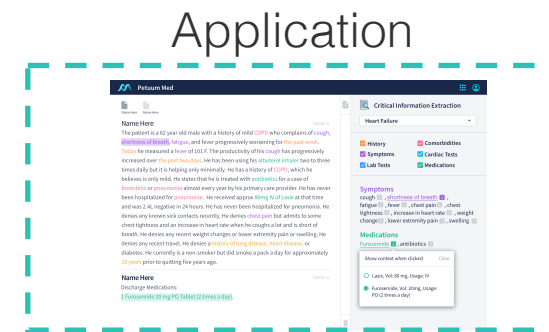 Application
Petuum Med
Name Here
The patient is a 62 year old male with a history of mild COPD who complains of cough,
shortness of breath, fatigue, and fever progressively worsening for the past week.
Today he measured a fever of 101 F. The productivity of his cough has progressively
increased over the past two days. He has been using his albuterol inhaler two to three
times daily but it is helping only minimally. He has a history of COPD, which he
believes is only mild. He states that he is treated with antibiotics for a case of
bronchitis or pneumonia almost every year by his primary care provider. He has never
been hospitalized for pneumonia. He received approx 80mg IV of Lasix at that time
and was 2.4L negative in 24 hours. He has never been hospitalized for pneumonia. He
denies any known sick contacts recently. He denies chest pain but admits to some
chest tightness and an increase in heart rate when he coughs a lot and is short of
breath. He denies any recent weight changes or lower extremity pain or swelling. He
denies any recent travel. He denies a history of lung disease, heart disease, or
diabetes. He currently is a non-smoker but did smoke a pack a day for approximately
25 years prior to quitting five years ago.
Name Here
Discharge Medications:
1 Furosemide 20 mg PO Tablet (2 times a day).
Critical Information Extraction
Heart Failure
History
Comorbidities
Symptoms
Cardiac Tests
Lab Tests
Medications
Symptoms
cough, shortness of breath,
fatigue, fever, chest pain, chest
tightness, increase in heart rate, weight
change, lower extremity pain, swelling
Medications
Furosemide, antibiotics
Show context when clicked Clear
Lasix, Vol: 80 mg, Usage: IV
Furosemide, Vol: 20mg, Usage:
PO (2 times a day)